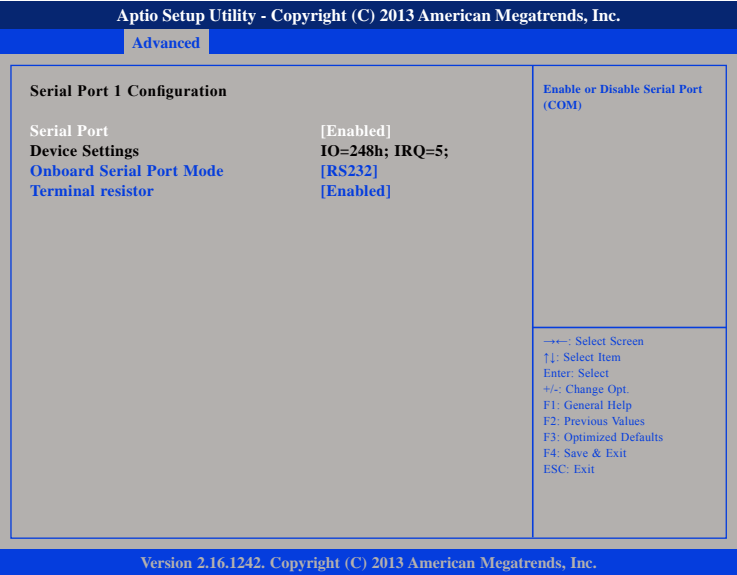 Aptio Setup Utility - Copyright (C) 2013 American Megatrends, Inc.
Advanced
Serial Port 1 Configuration
Serial Port [Enabled]
Device Settings IO=248h; IRQ=5;
Onboard Serial Port Mode [RS232]
Terminal resistor [Enabled]
Enable or Disable Serial Port
(COM)
→←: Select Screen
↑↓: Select Item
Enter: Select
+/-: Change Opt.
F1: General Help
F2: Previous Values
F3: Optimized Defaults
F4: Save & Exit
ESC: Exit
Version 2.16.1242. Copyright (C) 2013 American Megatrends, Inc.